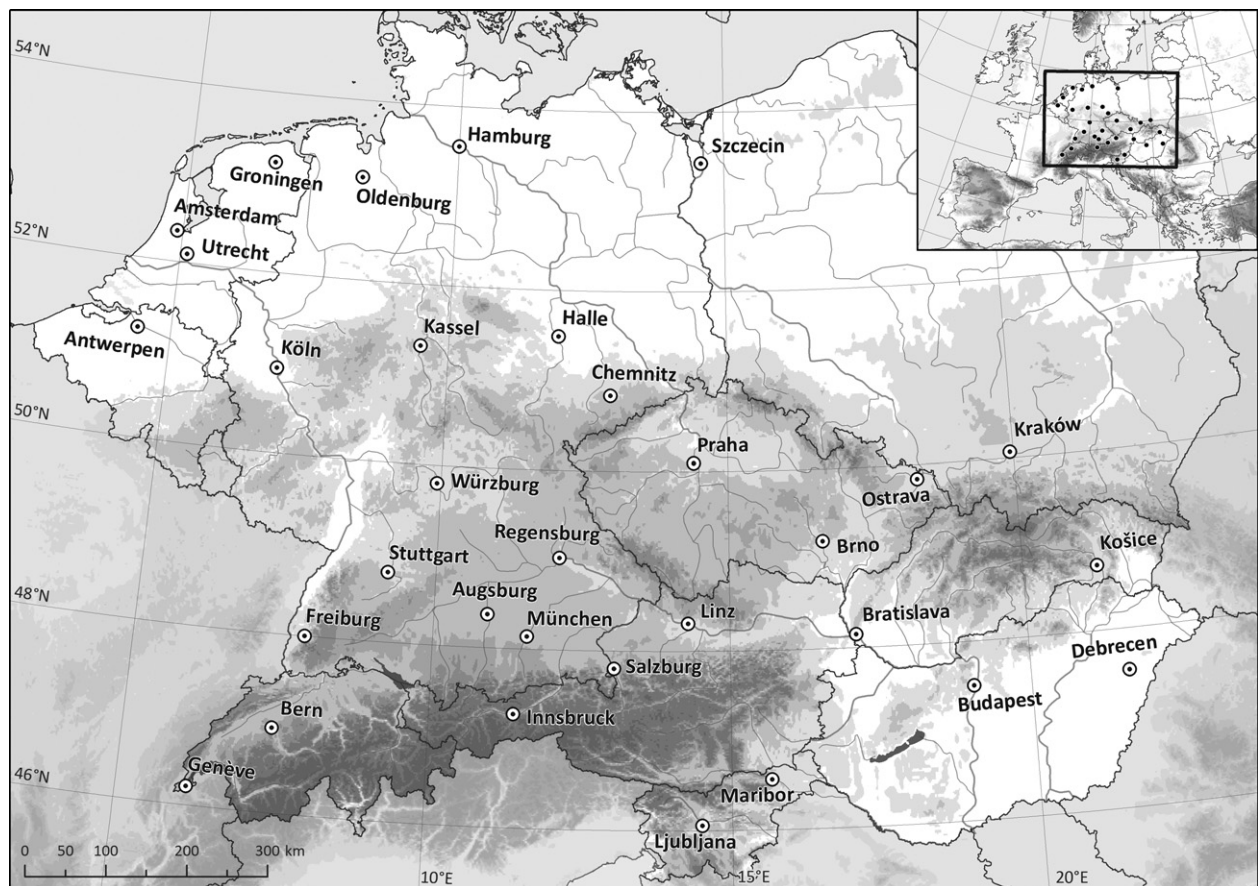 54°N
Hamburg
Szczecin
Groningen
Oldenburg
Amsterdam
52°N
Utrecht
Antwerpen
Köln
Kassel
Halle
Chemnitz
50°N
Praha
Kraków
Würzburg
Ostrava
Regensburg
Brno
Košice
Stuttgart
Augsburg
48°N
Freiburg
München
Linz
Bratislava
Debrecen
Salzburg
Bern
Innsbruck
Budapest
46°N
Genève
Maribor
Ljubljana
0 50 100 200 300 km
10°E
15°E
20°E